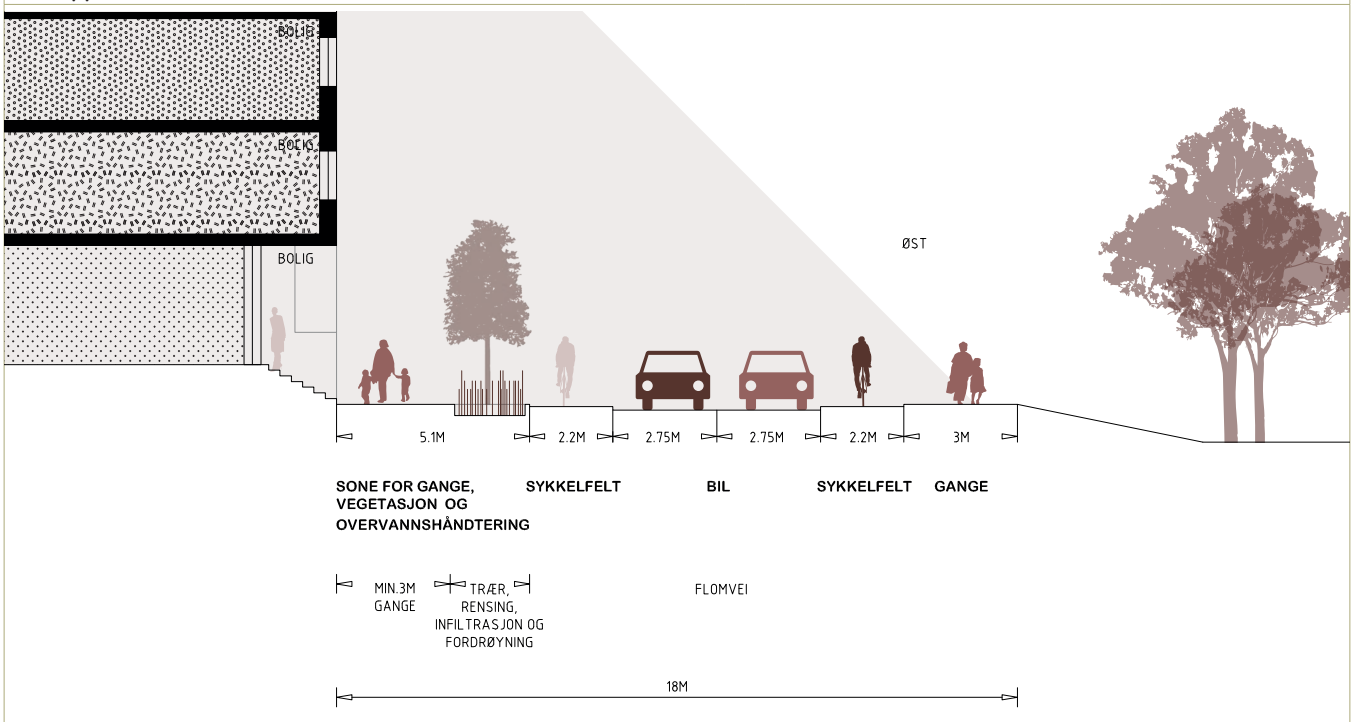 BOLIG
BOLIG
BOLIG
ØST
5.1M
2.2M
2.75M
2.75M
2.2M
3M
SONE FOR GANGE,
VEGETASJON OG
OVERVANNSHÅNDTERING
SYKKELFELT
BIL
SYKKELFELT
GANGE
MIN.3M
GANGE
TRÆR,
RENSING,
INFILTRASJON OG
FORDRØYNING
FLOMVEI
18M